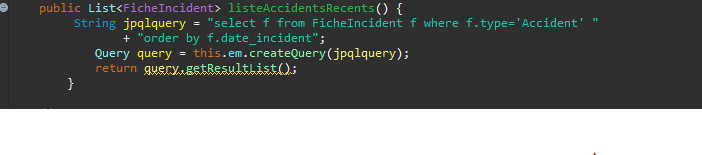 public List<FicheIncident> listeAccidentsRecents() {
String jpqlquery = "select f from FicheIncident f where f.type='Accident' "
+ "order by f.date_incident";
Query query = this.em.createQuery(jpqlquery);
return query.getResultList();
}